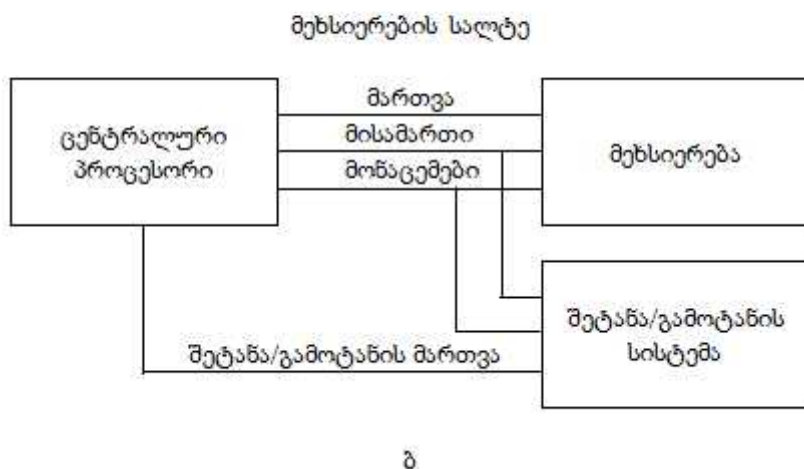 მეხსიერების სალტე
ცენტრალური
პროცესორი
მართვა
მისამართი
მონაცემები
მეხსიერება
შეტანა/გამოტანის
სისტემა
შეტანა/გამოტანის მართვა
ბ